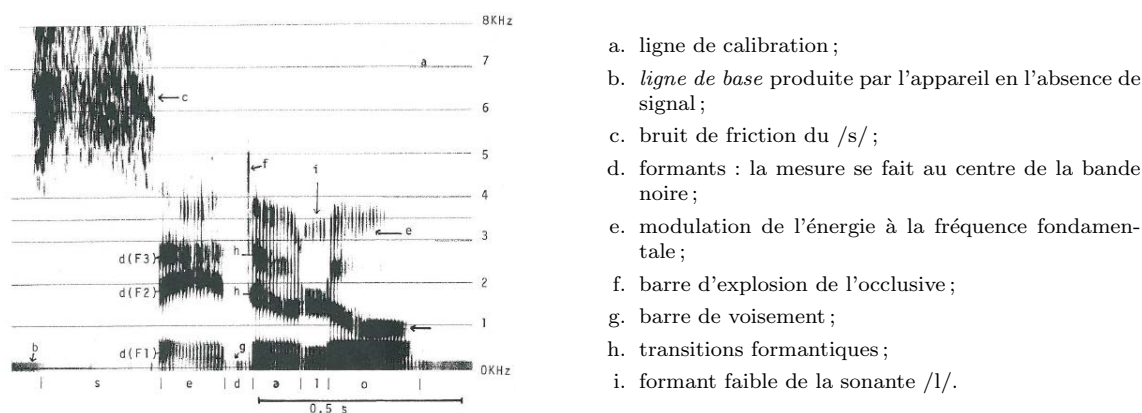 8KHz
7
a
c
6
5
f
i
4
e
3
h
d(F3)
2
d(F2)
h
1
b
g
d(F1)
0KHz
| s | e | d | a | l | o |
0.5 s
a. ligne de calibration ;
b. ligne de base produite par l'appareil en l'absence de
signal ;
c. bruit de friction du /s/ ;
d. formants : la mesure se fait au centre de la bande
noire ;
e. modulation de l'énergie à la fréquence fondamen-
tale ;
f. barre d'explosion de l'occlusive ;
g. barre de voisement ;
h. transitions formantiques ;
i. formant faible de la sonante /l/.